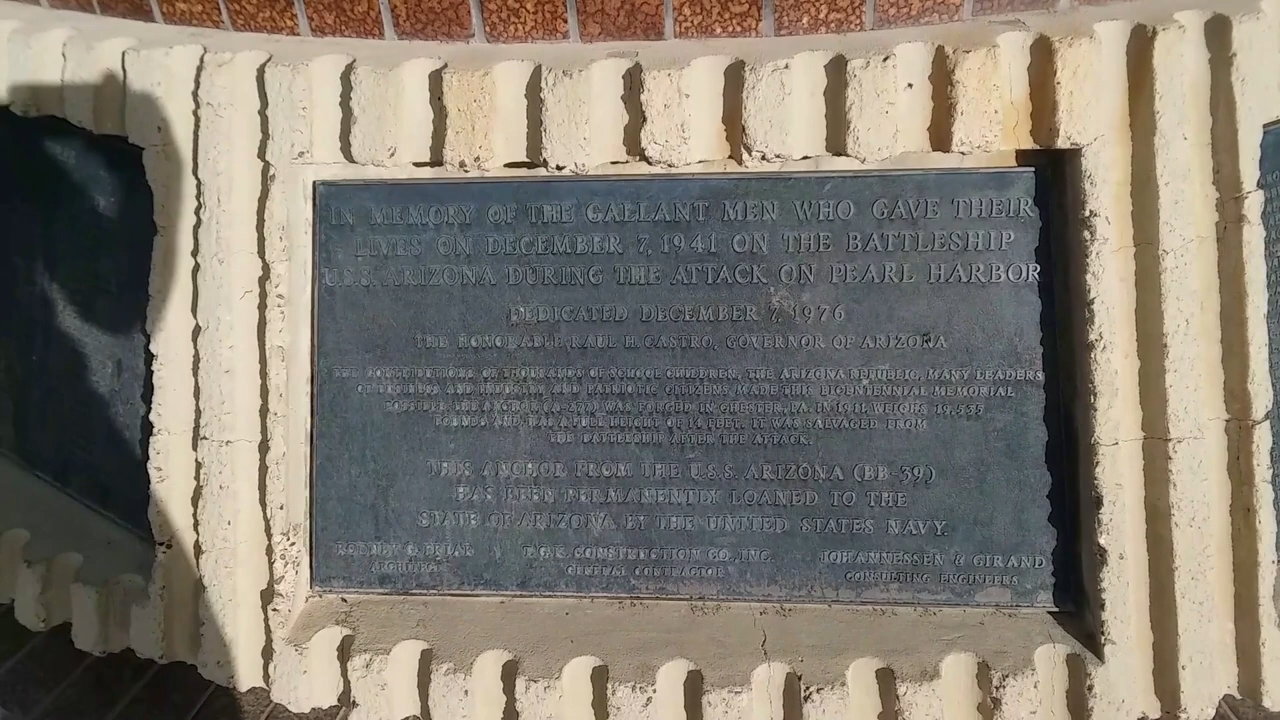 IN MEMORY OF THE GALLANT MEN WHO GAVE THEIR
LIVES ON DECEMBER 7, 1941 ON THE BATTLESHIP
U.S.S. ARIZONA DURING THE ATTACK ON PEARL HARBOR
DEDICATED DECEMBER 7, 1976
THE HONORABLE RAUL H. CASTRO, GOVERNOR OF ARIZONA
THE CONTRIBUTIONS OF THOUSANDS OF SCHOOL CHILDREN, THE ARIZONA REPUBLIC, MANY LEADERS
OF BUSINESS AND INDUSTRY, AND PATRIOTIC CITIZENS MADE THIS BICENTENNIAL MEMORIAL
POSSIBLE. THE ANCHOR WAS FORGED IN CHESTER, PA. IN 1911, WEIGHS 19,535
POUNDS AND HAS A FULL HEIGHT OF 14 FEET. IT WAS SALVAGED FROM
THE BATTLESHIP AFTER THE ATTACK.
THIS ANCHOR FROM THE U.S.S. ARIZONA (BB-39)
HAS BEEN PERMANENTLY LOANED TO THE
STATE OF ARIZONA BY THE UNITED STATES NAVY.
CONSTRUCTION CO., INC. JOHANNESSEN & GIRAND
ARCHITECT GENERAL CONTRACTOR CONSULTING ENGINEERS